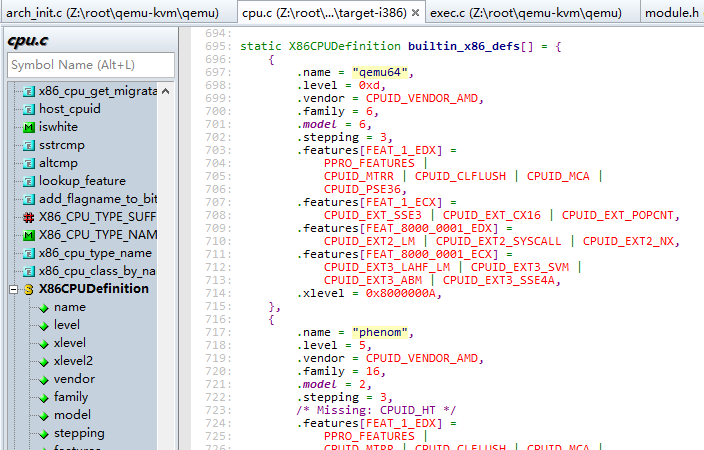 arch_init.c (Z:\root\qemu-kvm\qemu)
cpu.c (Z:\root\...\target-i386)
exec.c (Z:\root\qemu-kvm\qemu)
module.h
cpu.c
Symbol Name (Alt+L)
x86_cpu_get_migrata
host_cpuid
iswhite
sstrcmp
altcmp
lookup_feature
add_flagname_to_bit
X86_CPU_TYPE_SUFF
X86_CPU_TYPE_NAM
x86_cpu_type_name
x86_cpu_class_by_na
X86CPUDefinition
name
level
xlevel
xlevel2
vendor
family
model
stepping
694:
695: static X86CPUDefinition builtin_x86_defs[] = {
696: {
697: .name = "qemu64",
698: .level = 0xd,
699: .vendor = CPUID_VENDOR_AMD,
700: .family = 6,
701: .model = 6,
702: .stepping = 3,
703: .features[FEAT_1_EDX] =
704: PPRO_FEATURES |
705: CPUID_MTRR | CPUID_CLFLUSH | CPUID_MCA |
706: CPUID_PSE36,
707: .features[FEAT_1_ECX] =
708: CPUID_EXT_SSE3 | CPUID_EXT_CX16 | CPUID_EXT_POPCNT,
709: .features[FEAT_8000_0001_EDX] =
710: CPUID_EXT2_LM | CPUID_EXT2_SYSCALL | CPUID_EXT2_NX,
711: .features[FEAT_8000_0001_ECX] =
712: CPUID_EXT3_LAHF_LM | CPUID_EXT3_SVM |
713: CPUID_EXT3_ABM | CPUID_EXT3_SSE4A,
714: .xlevel = 0x8000000A,
715: },
716: {
717: .name = "phenom",
718: .level = 5,
719: .vendor = CPUID_VENDOR_AMD,
720: .family = 16,
721: .model = 2,
722: .stepping = 3,
723: /* Missing: CPUID_HT */
724: .features[FEAT_1_EDX] =
725: PPRO_FEATURES |
726: CPUID_MTRR | CPUID_CLFLUSH | CPUID_MCA |